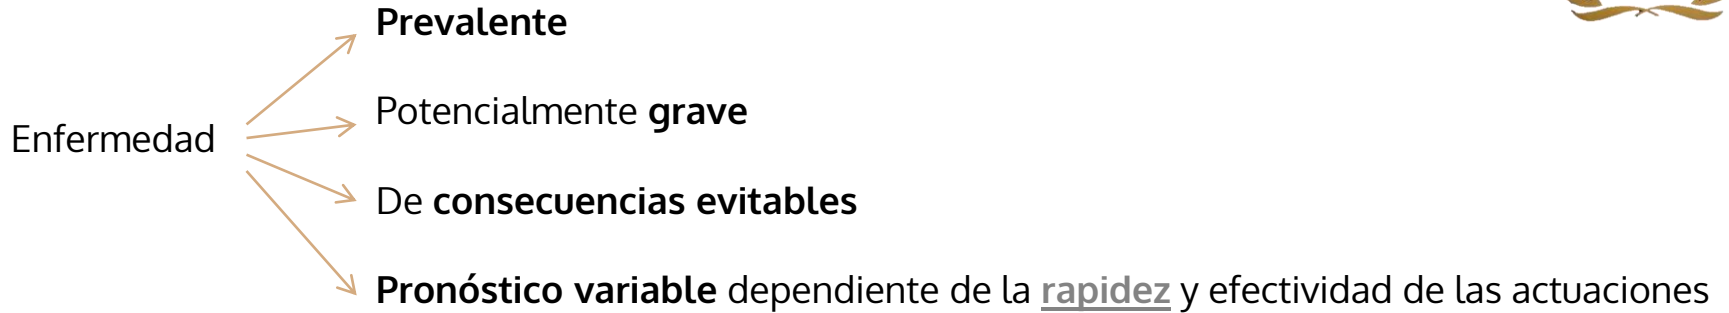 Prevalente
Potencialmente grave
Enfermedad
De consecuencias evitables
Pronóstico variable dependiente de la rapidez y efectividad de las actuaciones